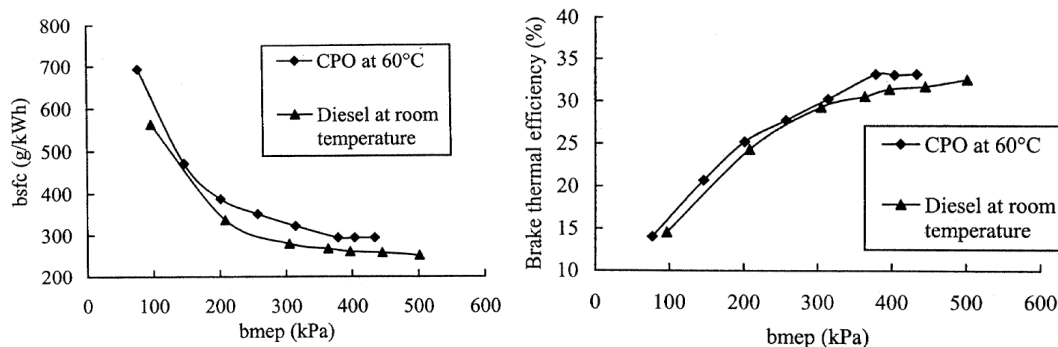 800
700
600
500
400
300
200
bsfc (g/kWh)
0 100 200 300 400 500 600
bmep (kPa)
CPO at 60°C
Diesel at room
temperature
40
35
30
25
20
15
10
Brake thermal efficiency (%)
0 100 200 300 400 500 600
bmep (kPa)
CPO at 60°C
Diesel at room
temperature